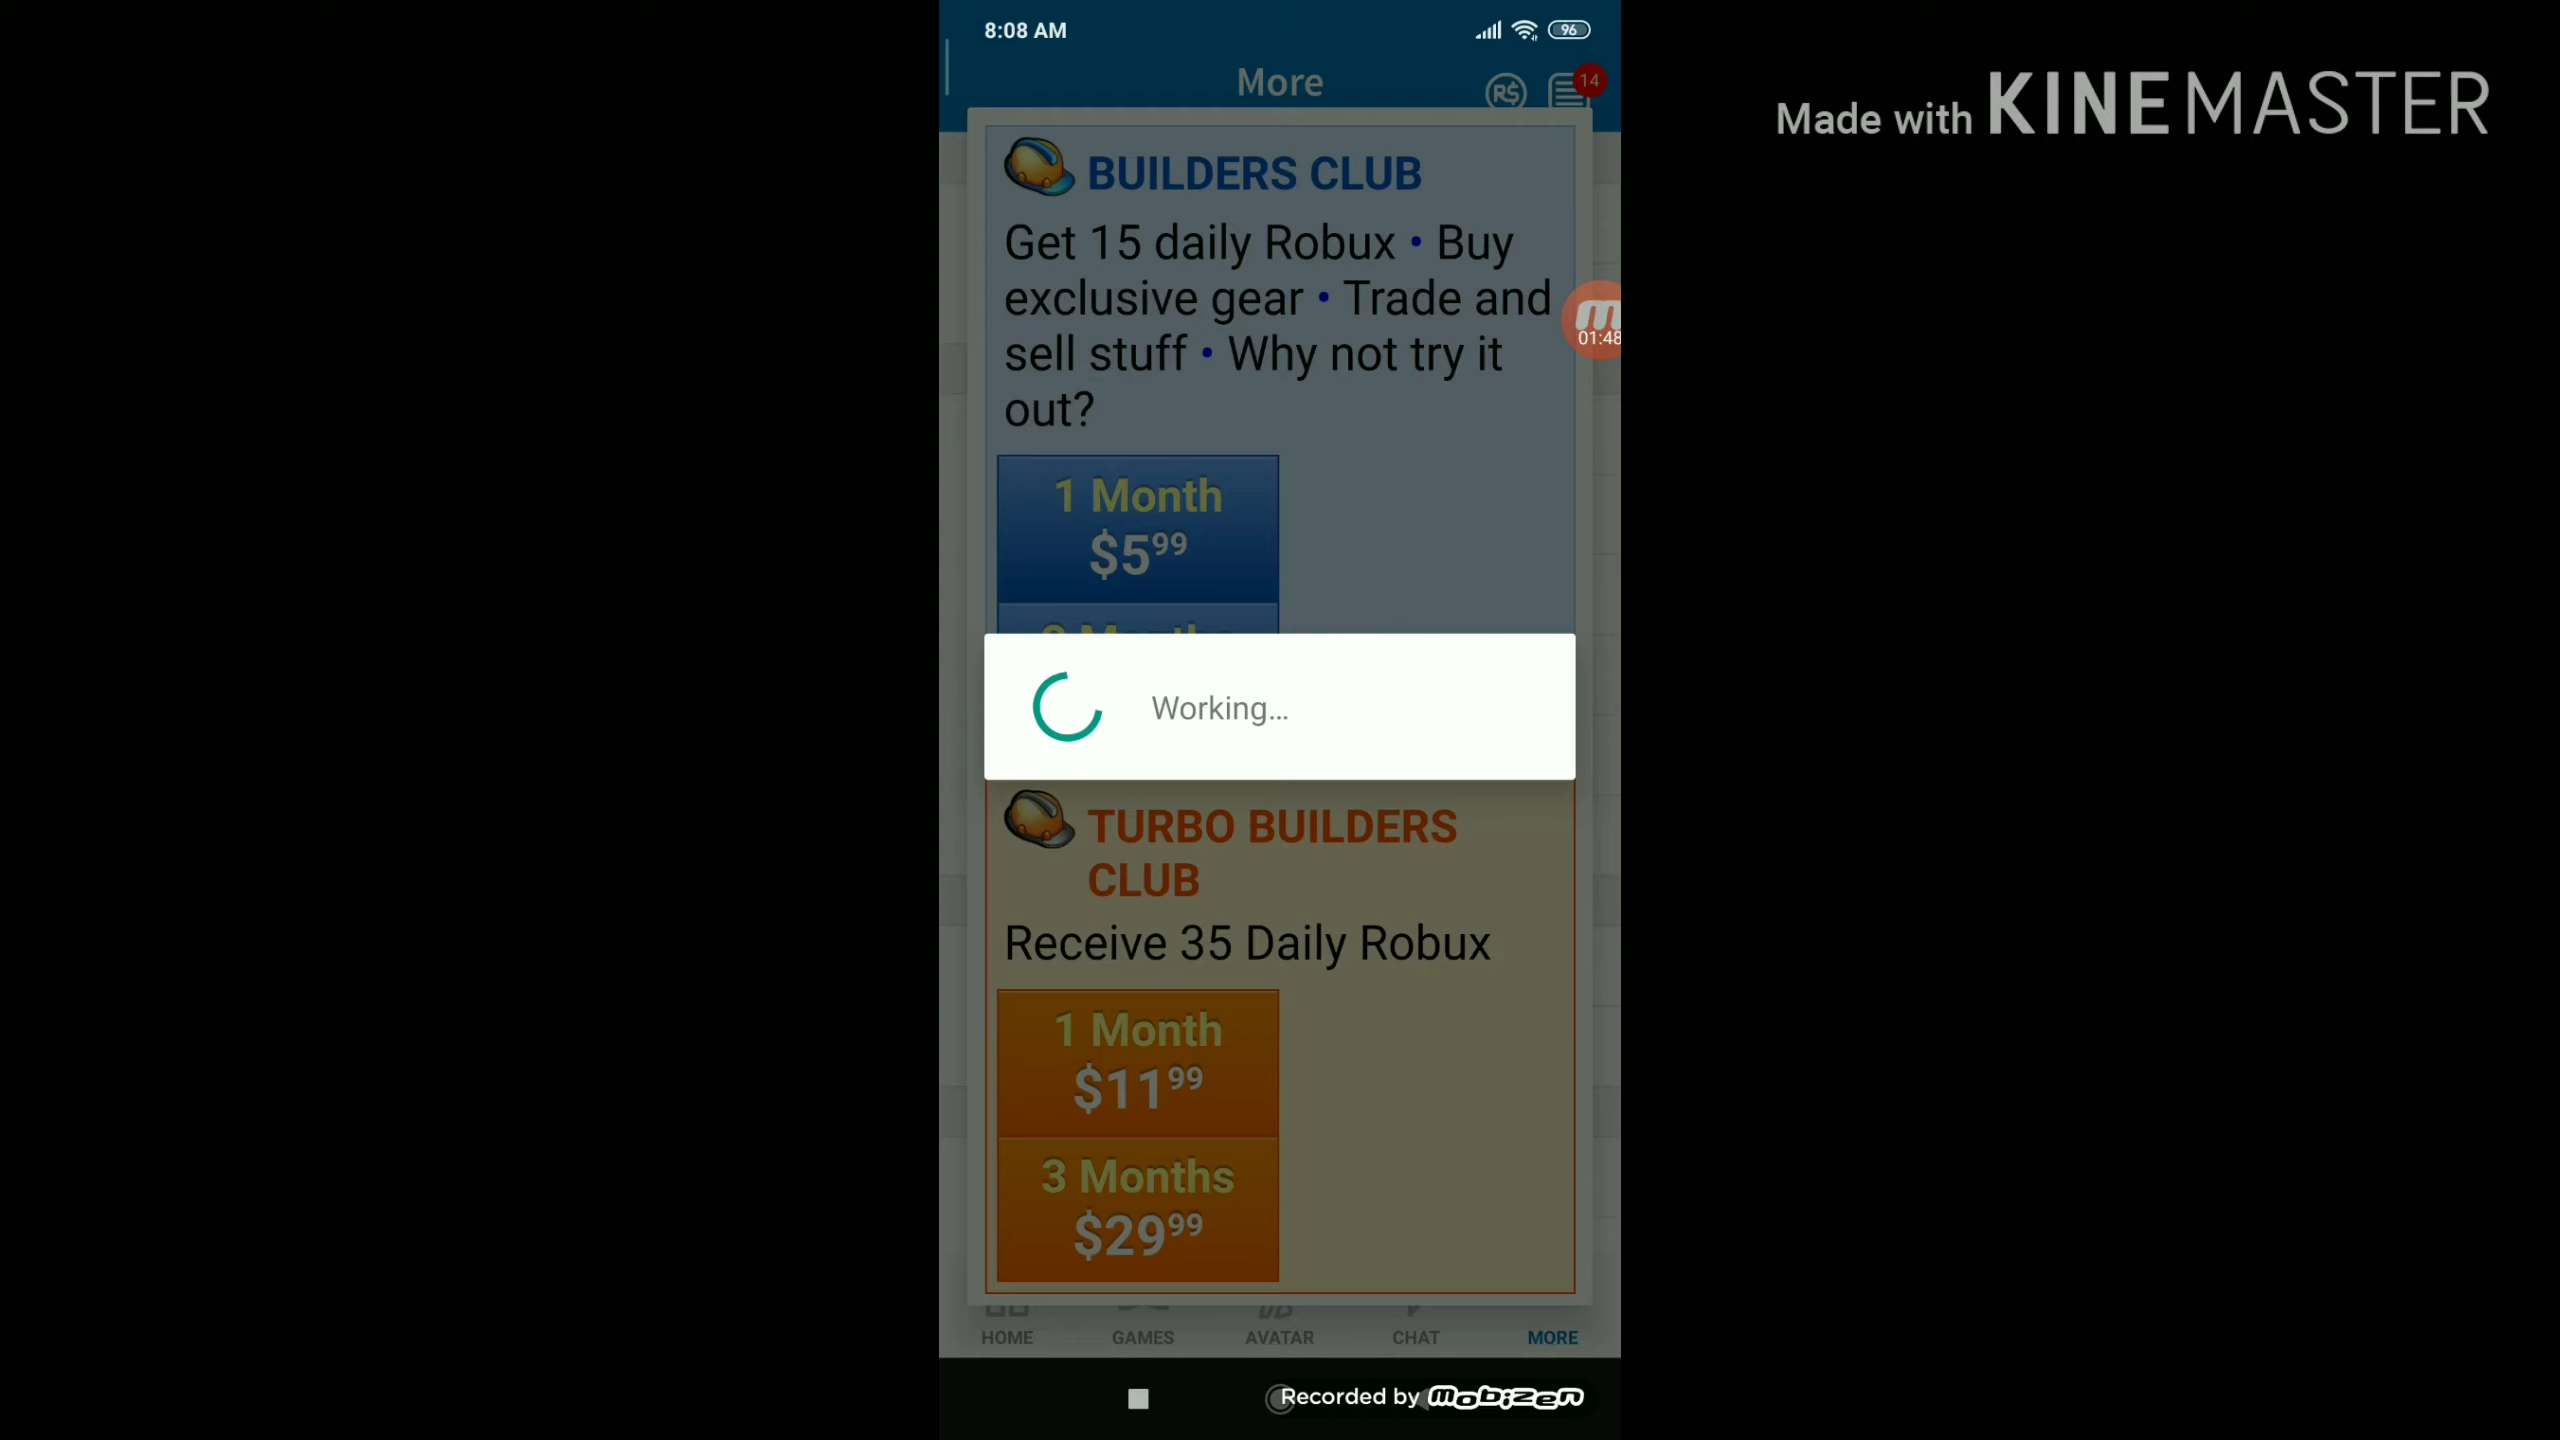 8:08 AM
96
More
R$
14
Made with KINEMASTER
BUILDERS CLUB
Get 15 daily Robux • Buy
exclusive gear • Trade and
sell stuff • Why not try it
out?
01:48
1 Month
$5.99
Working...
TURBO BUILDERS
CLUB
Receive 35 Daily Robux
1 Month
$11.99
3 Months
$29.99
HOME GAMES AVATAR CHAT MORE
Recorded by mobizen